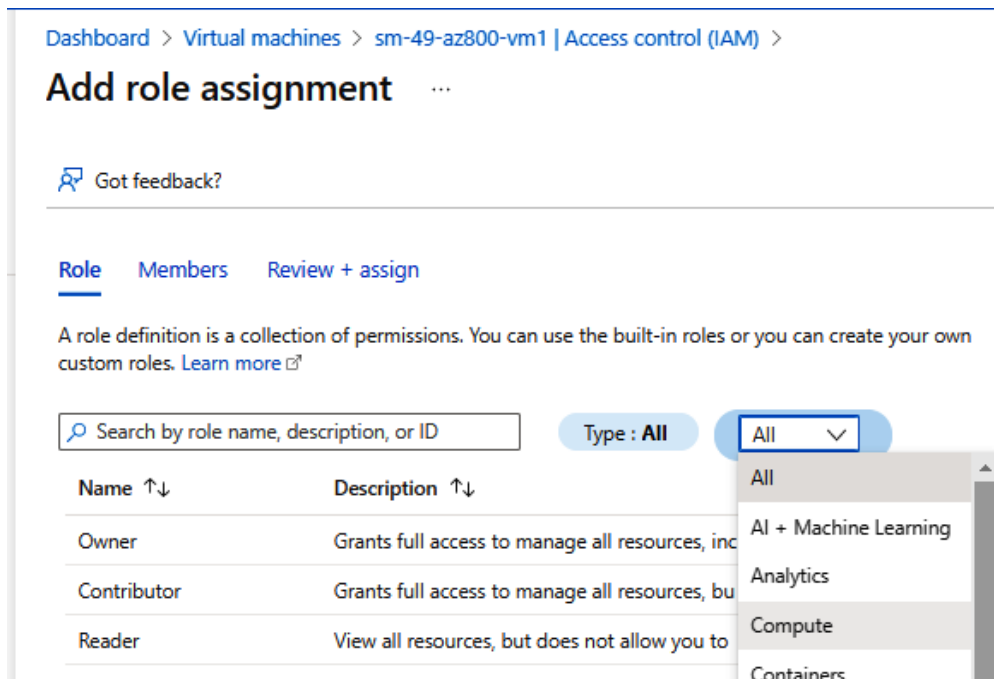 Dashboard > Virtual machines > sm-49-az800-vm1 | Access control (IAM) >
Add role assignment ...
Got feedback?
Role Members Review + assign
A role definition is a collection of permissions. You can use the built-in roles or you can create your own
custom roles. Learn more
Search by role name, description, or ID Type : All All
Name ↑↓ Description ↑↓ All
Owner Grants full access to manage all resources, inc AI + Machine Learning
Analytics
Contributor Grants full access to manage all resources, bu
Compute
Reader View all resources, but does not allow you to
Containers